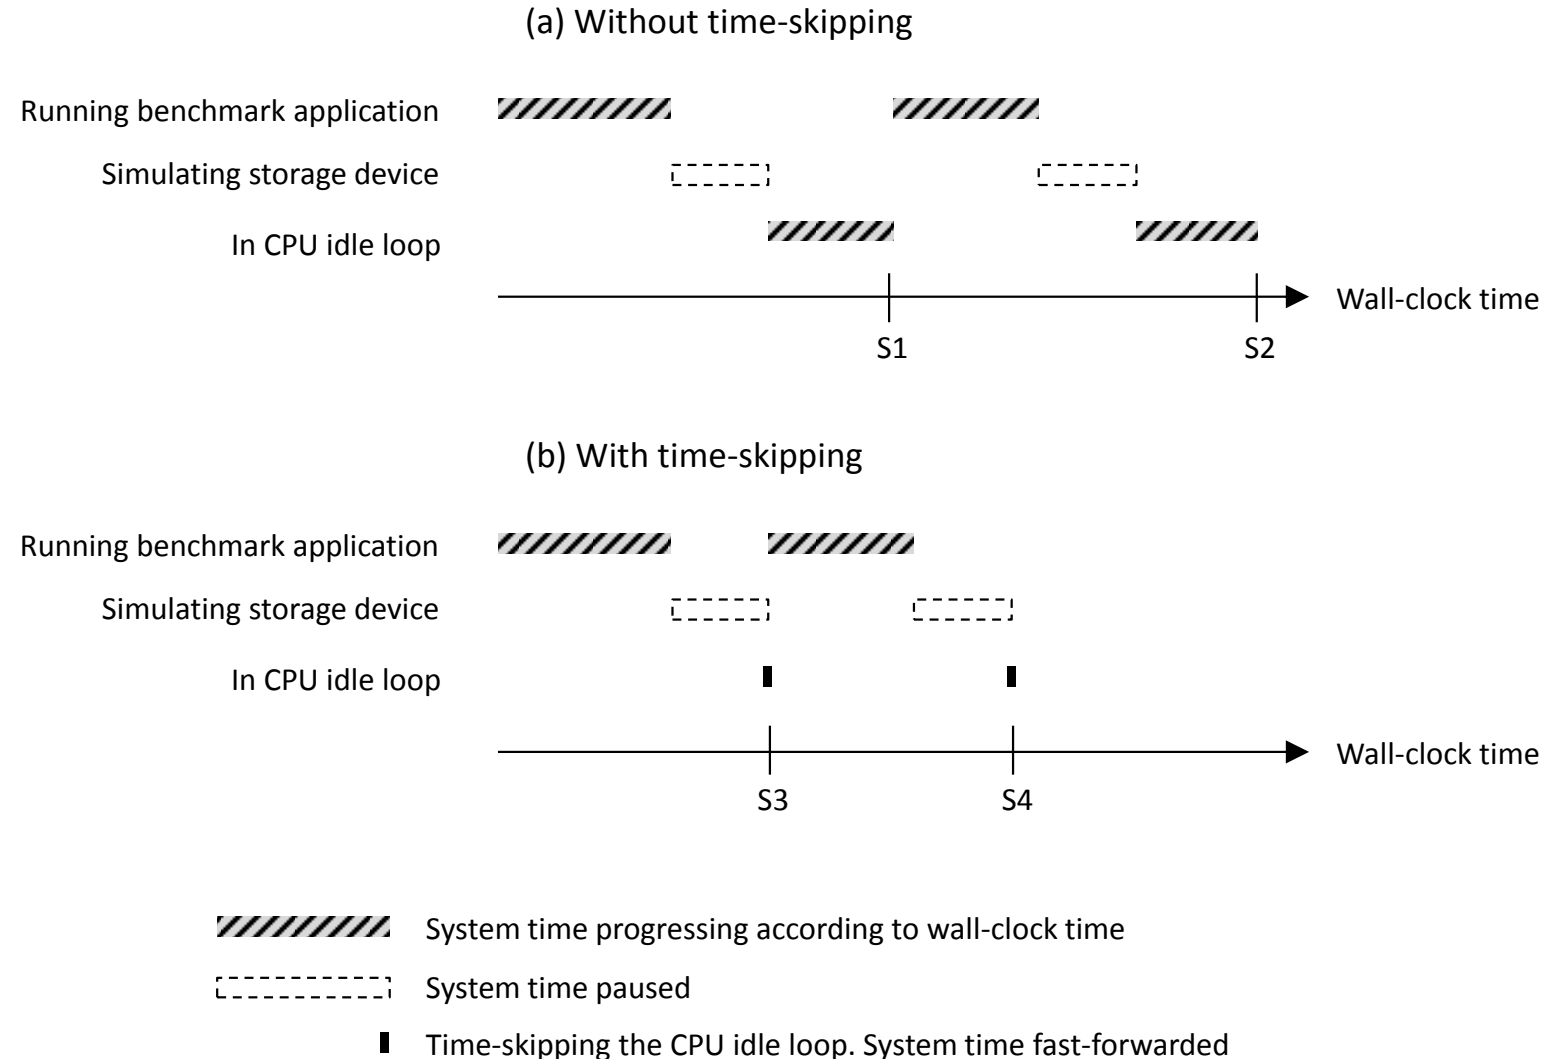 (a) Without time-skipping
Running benchmark application
Simulating storage device
In CPU idle loop
Wall-clock time
S1 S2
(b) With time-skipping
Running benchmark application
Simulating storage device
In CPU idle loop
Wall-clock time
S3 S4
System time progressing according to wall-clock time
System time paused
Time-skipping the CPU idle loop. System time fast-forwarded